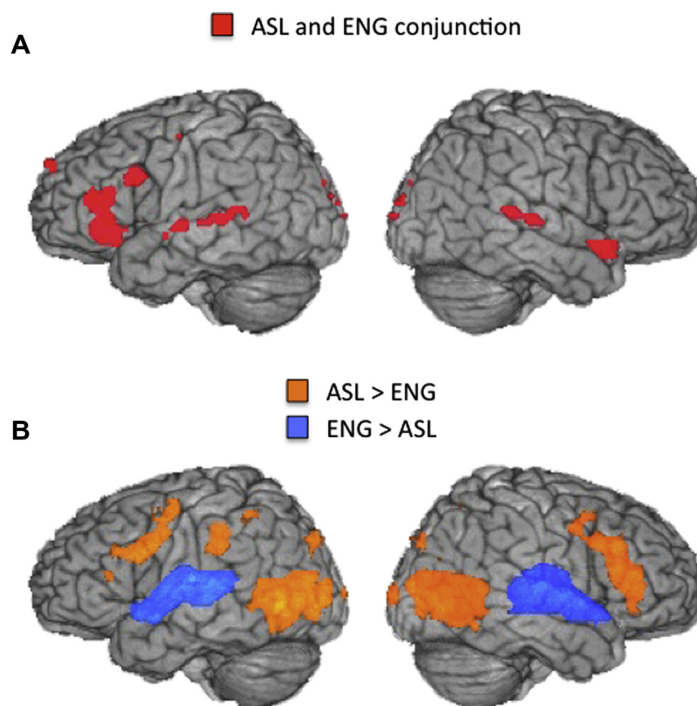 ASL and ENG conjunction
A
ASL > ENG
ENG > ASL
B